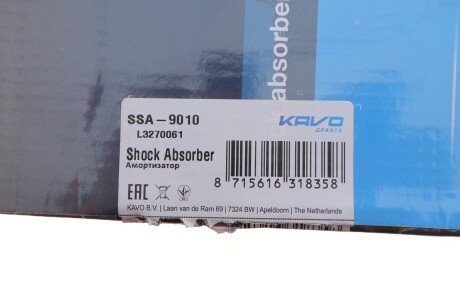 absorber
SSA – 9010
L3270061
KAVO
PARTS
Shock Absorber
Амортизатор
EAC
8 715616 318358
KAVO B.V. | Laan van de Ram 69 | 7324 BW | Apeldoorn | The Netherlands